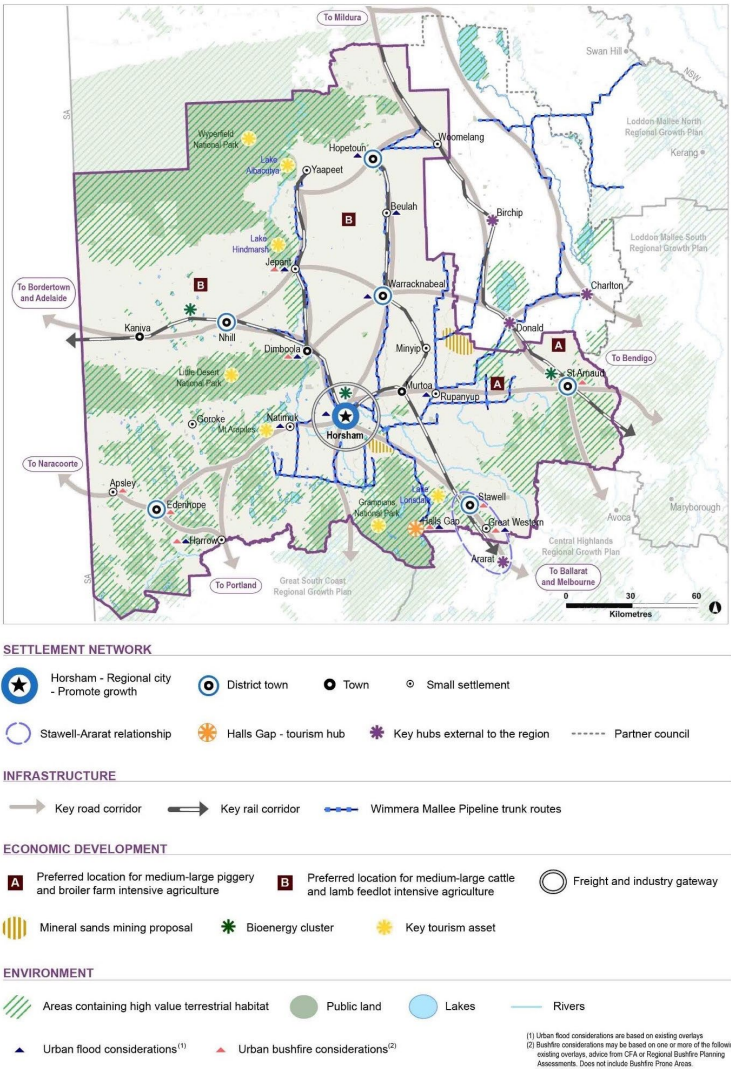 To Mildura
Swan Hill
NSW
SA
Loddon Mallee North
Regional Growth Plan
Kerang
Wyperfield
National Park
Hopetoun
Woomelang
Lake
Albacutya
Yaapeet
Beulah
Birchip
B
Lake
Hindmarsh
Loddon Mallee South
Regional Growth Plan
Jeparit
B
To Bordertown
and Adelaide
Warracknabeal
Charlton
Kaniva
Nhill
Donald
Dimboola
Minyip
A
To Bendigo
Little Desert
National Park
St Arnaud
A
Murtoa
Rupanyup
Goroke
Natimuk
Mt Arapiles
Horsham
To Naracoorte
Apsley
Edenhope
Lake
Lonsdale
Stawell
Grampians
National Park
Halls Gap
Great Western
Avoca
Maryborough
Harrow
Central Highlands
Regional Growth Plan
Ararat
SA
To Portland
Great South Coast
Regional Growth Plan
To Ballarat
and Melbourne
0 30 60
Kilometres
SETTLEMENT NETWORK
Horsham - Regional city
- Promote growth
District town
Town
Small settlement
Stawell-Ararat relationship
Halls Gap - tourism hub
Key hubs external to the region
Partner council
INFRASTRUCTURE
Key road corridor
Key rail corridor
Wimmera Mallee Pipeline trunk routes
ECONOMIC DEVELOPMENT
A
Preferred location for medium-large piggery
and broiler farm intensive agriculture
B
Preferred location for medium-large cattle
and lamb feedlot intensive agriculture
Freight and industry gateway
Mineral sands mining proposal
Bioenergy cluster
Key tourism asset
ENVIRONMENT
Areas containing high value terrestrial habitat
Public land
Lakes
Rivers
Urban flood considerations(1)
Urban bushfire considerations(2)
(1) Urban flood considerations are based on existing overlays
(2) Bushfire considerations may be based on one or more of the followi
existing overlays, advice from CFA or Regional Bushfire Planning
Assessments. Does not include Bushfire Prone Areas.